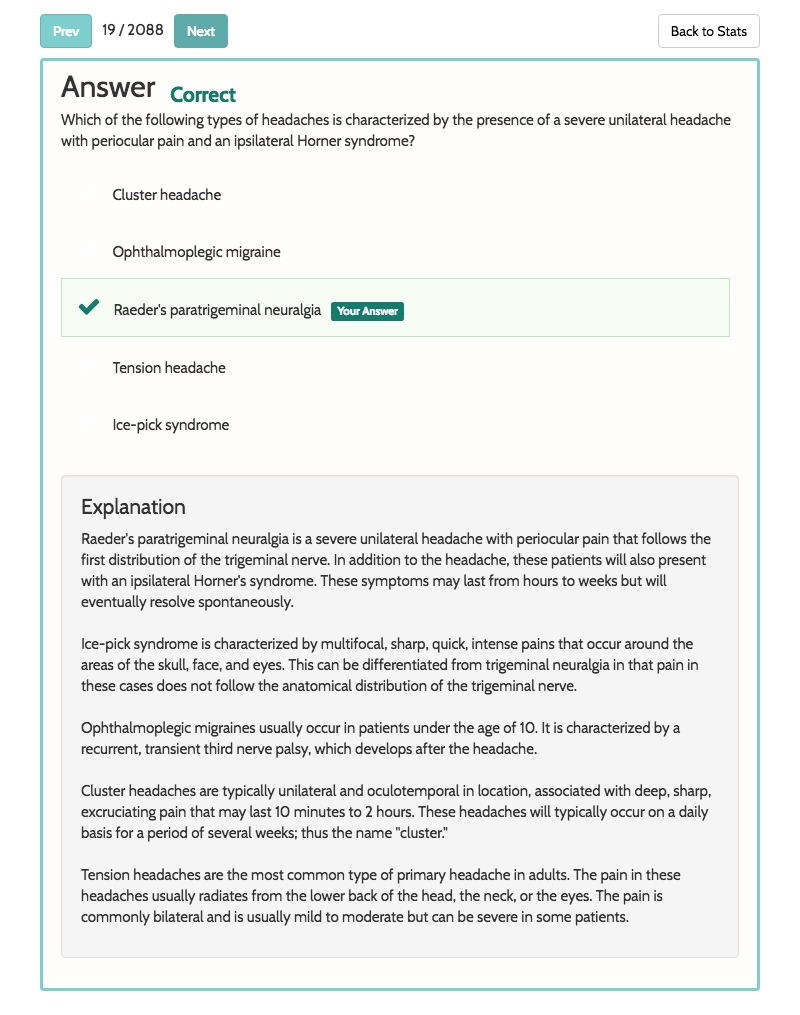 Prev 19 / 2088 Next Back to Stats
Answer Correct
Which of the following types of headaches is characterized by the presence of a severe unilateral headache
with periocular pain and an ipsilateral Horner syndrome?
Cluster headache
Ophthalmoplegic migraine
Raeder's paratrigeminal neuralgia Your Answer
Tension headache
Ice-pick syndrome
Explanation
Raeder's paratrigeminal neuralgia is a severe unilateral headache with periocular pain that follows the
first distribution of the trigeminal nerve. In addition to the headache, these patients will also present
with an ipsilateral Horner's syndrome. These symptoms may last from hours to weeks but will
eventually resolve spontaneously.
Ice-pick syndrome is characterized by multifocal, sharp, quick, intense pains that occur around the
areas of the skull, face, and eyes. This can be differentiated from trigeminal neuralgia in that pain in
these cases does not follow the anatomical distribution of the trigeminal nerve.
Ophthalmoplegic migraines usually occur in patients under the age of 10. It is characterized by a
recurrent, transient third nerve palsy, which develops after the headache.
Cluster headaches are typically unilateral and oculotemporal in location, associated with deep, sharp,
excruciating pain that may last 10 minutes to 2 hours. These headaches will typically occur on a daily
basis for a period of several weeks; thus the name "cluster."
Tension headaches are the most common type of primary headache in adults. The pain in these
headaches usually radiates from the lower back of the head, the neck, or the eyes. The pain is
commonly bilateral and is usually mild to moderate but can be severe in some patients.